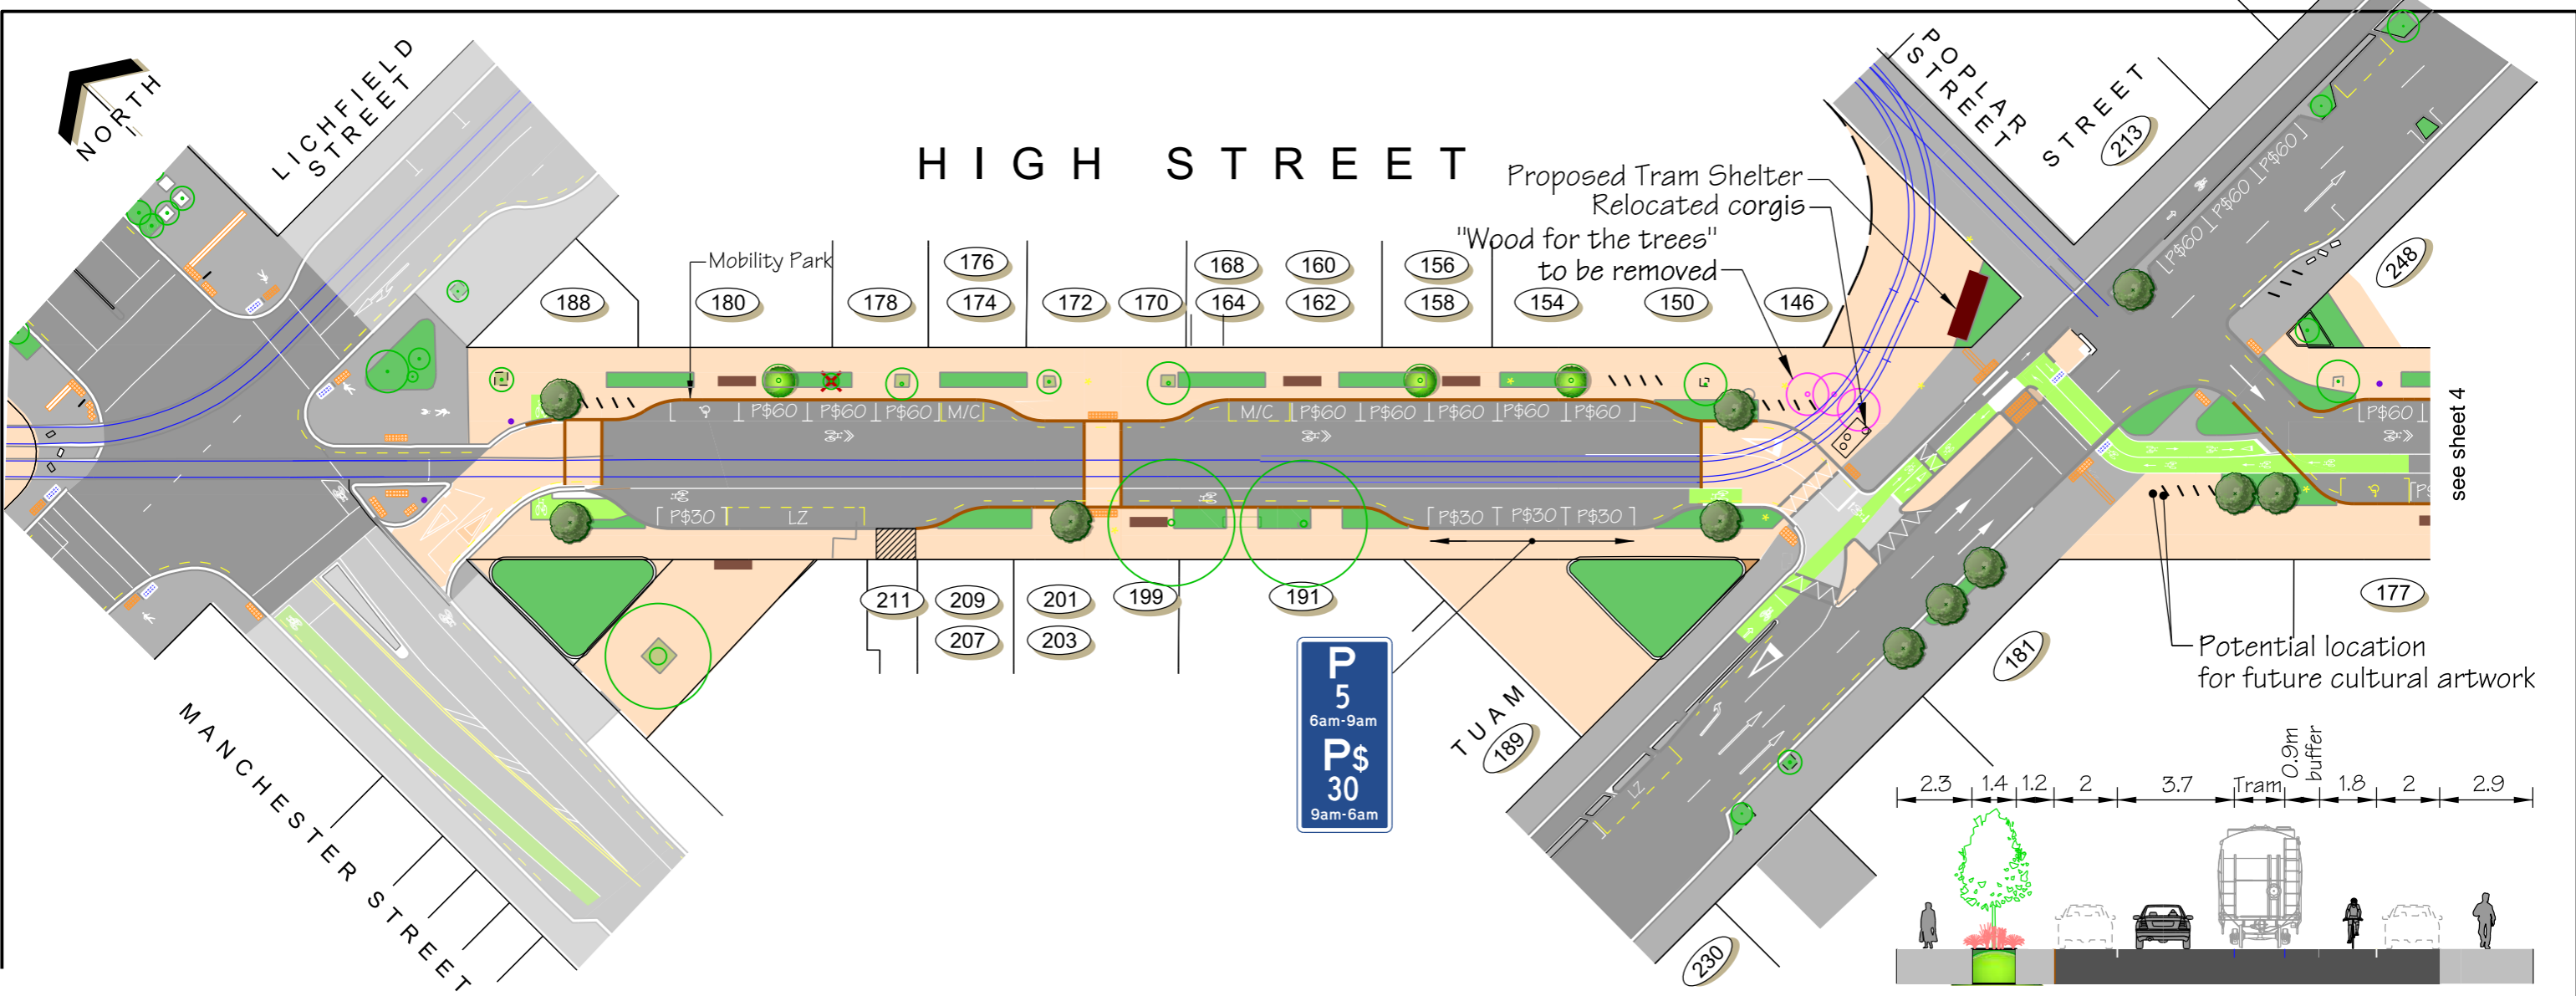 NORTH
LICHFIELD
STREET
HIGH STREET
POPLAR
STREET
STREET
213
Proposed Tram Shelter
Relocated corgis
"Wood for the trees"
to be removed
Mobility Park
188
180
178
176
174
172
170
168
164
160
162
156
158
154
150
146
248
P$60
P$60
P$60
P$60 P$60 P$60 M/C
M/C P$60 P$60 P$60 P$60 P$60
P$60
see sheet 4
P$30 LZ
P$30 P$30 P$30
P$
211
209
207
201
203
199
191
177
181
Potential location
for future cultural artwork
P
5
6am-9am
P$
30
9am-6am
TUAM
189
LZ
230
MANCHESTER STREET
2.3 1.4 1.2 2 3.7 Tram 0.9m buffer 1.8 2 2.9